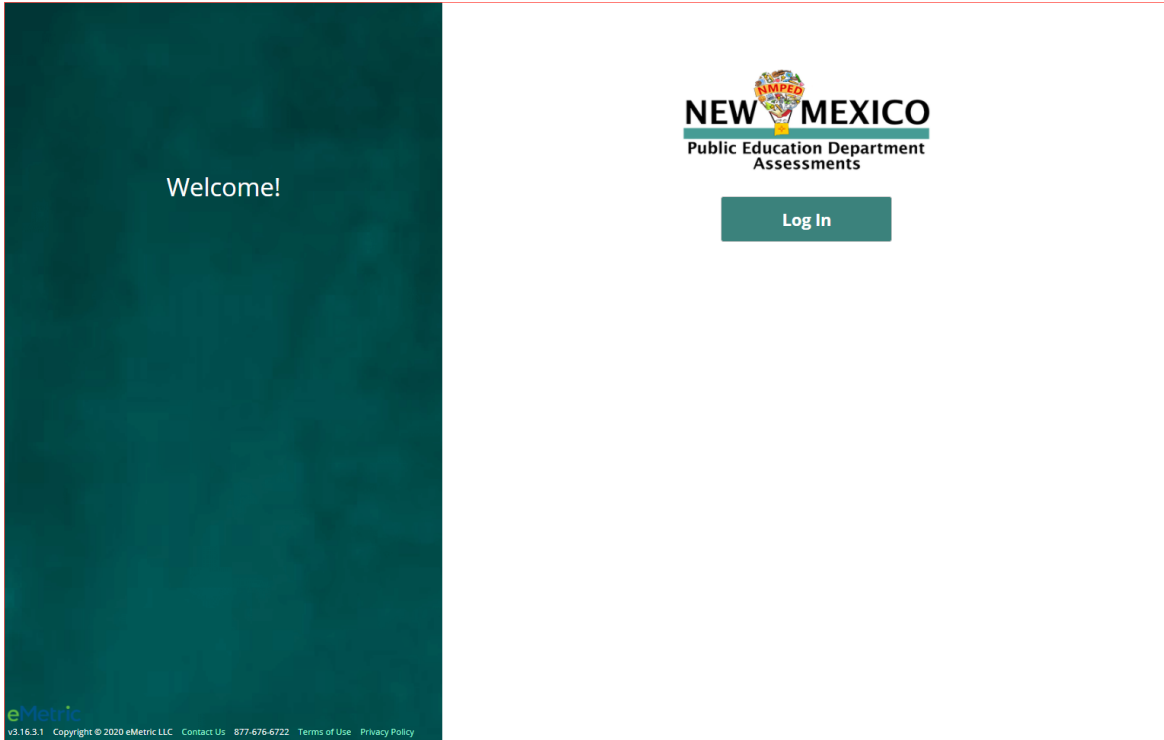 Welcome!
NMPED
NEW MEXICO
Public Education Department
Assessments
Log In
eMetric
v3.16.3.1 Copyright © 2020 eMetric LLC Contact Us 877-676-6722 Terms of Use Privacy Policy